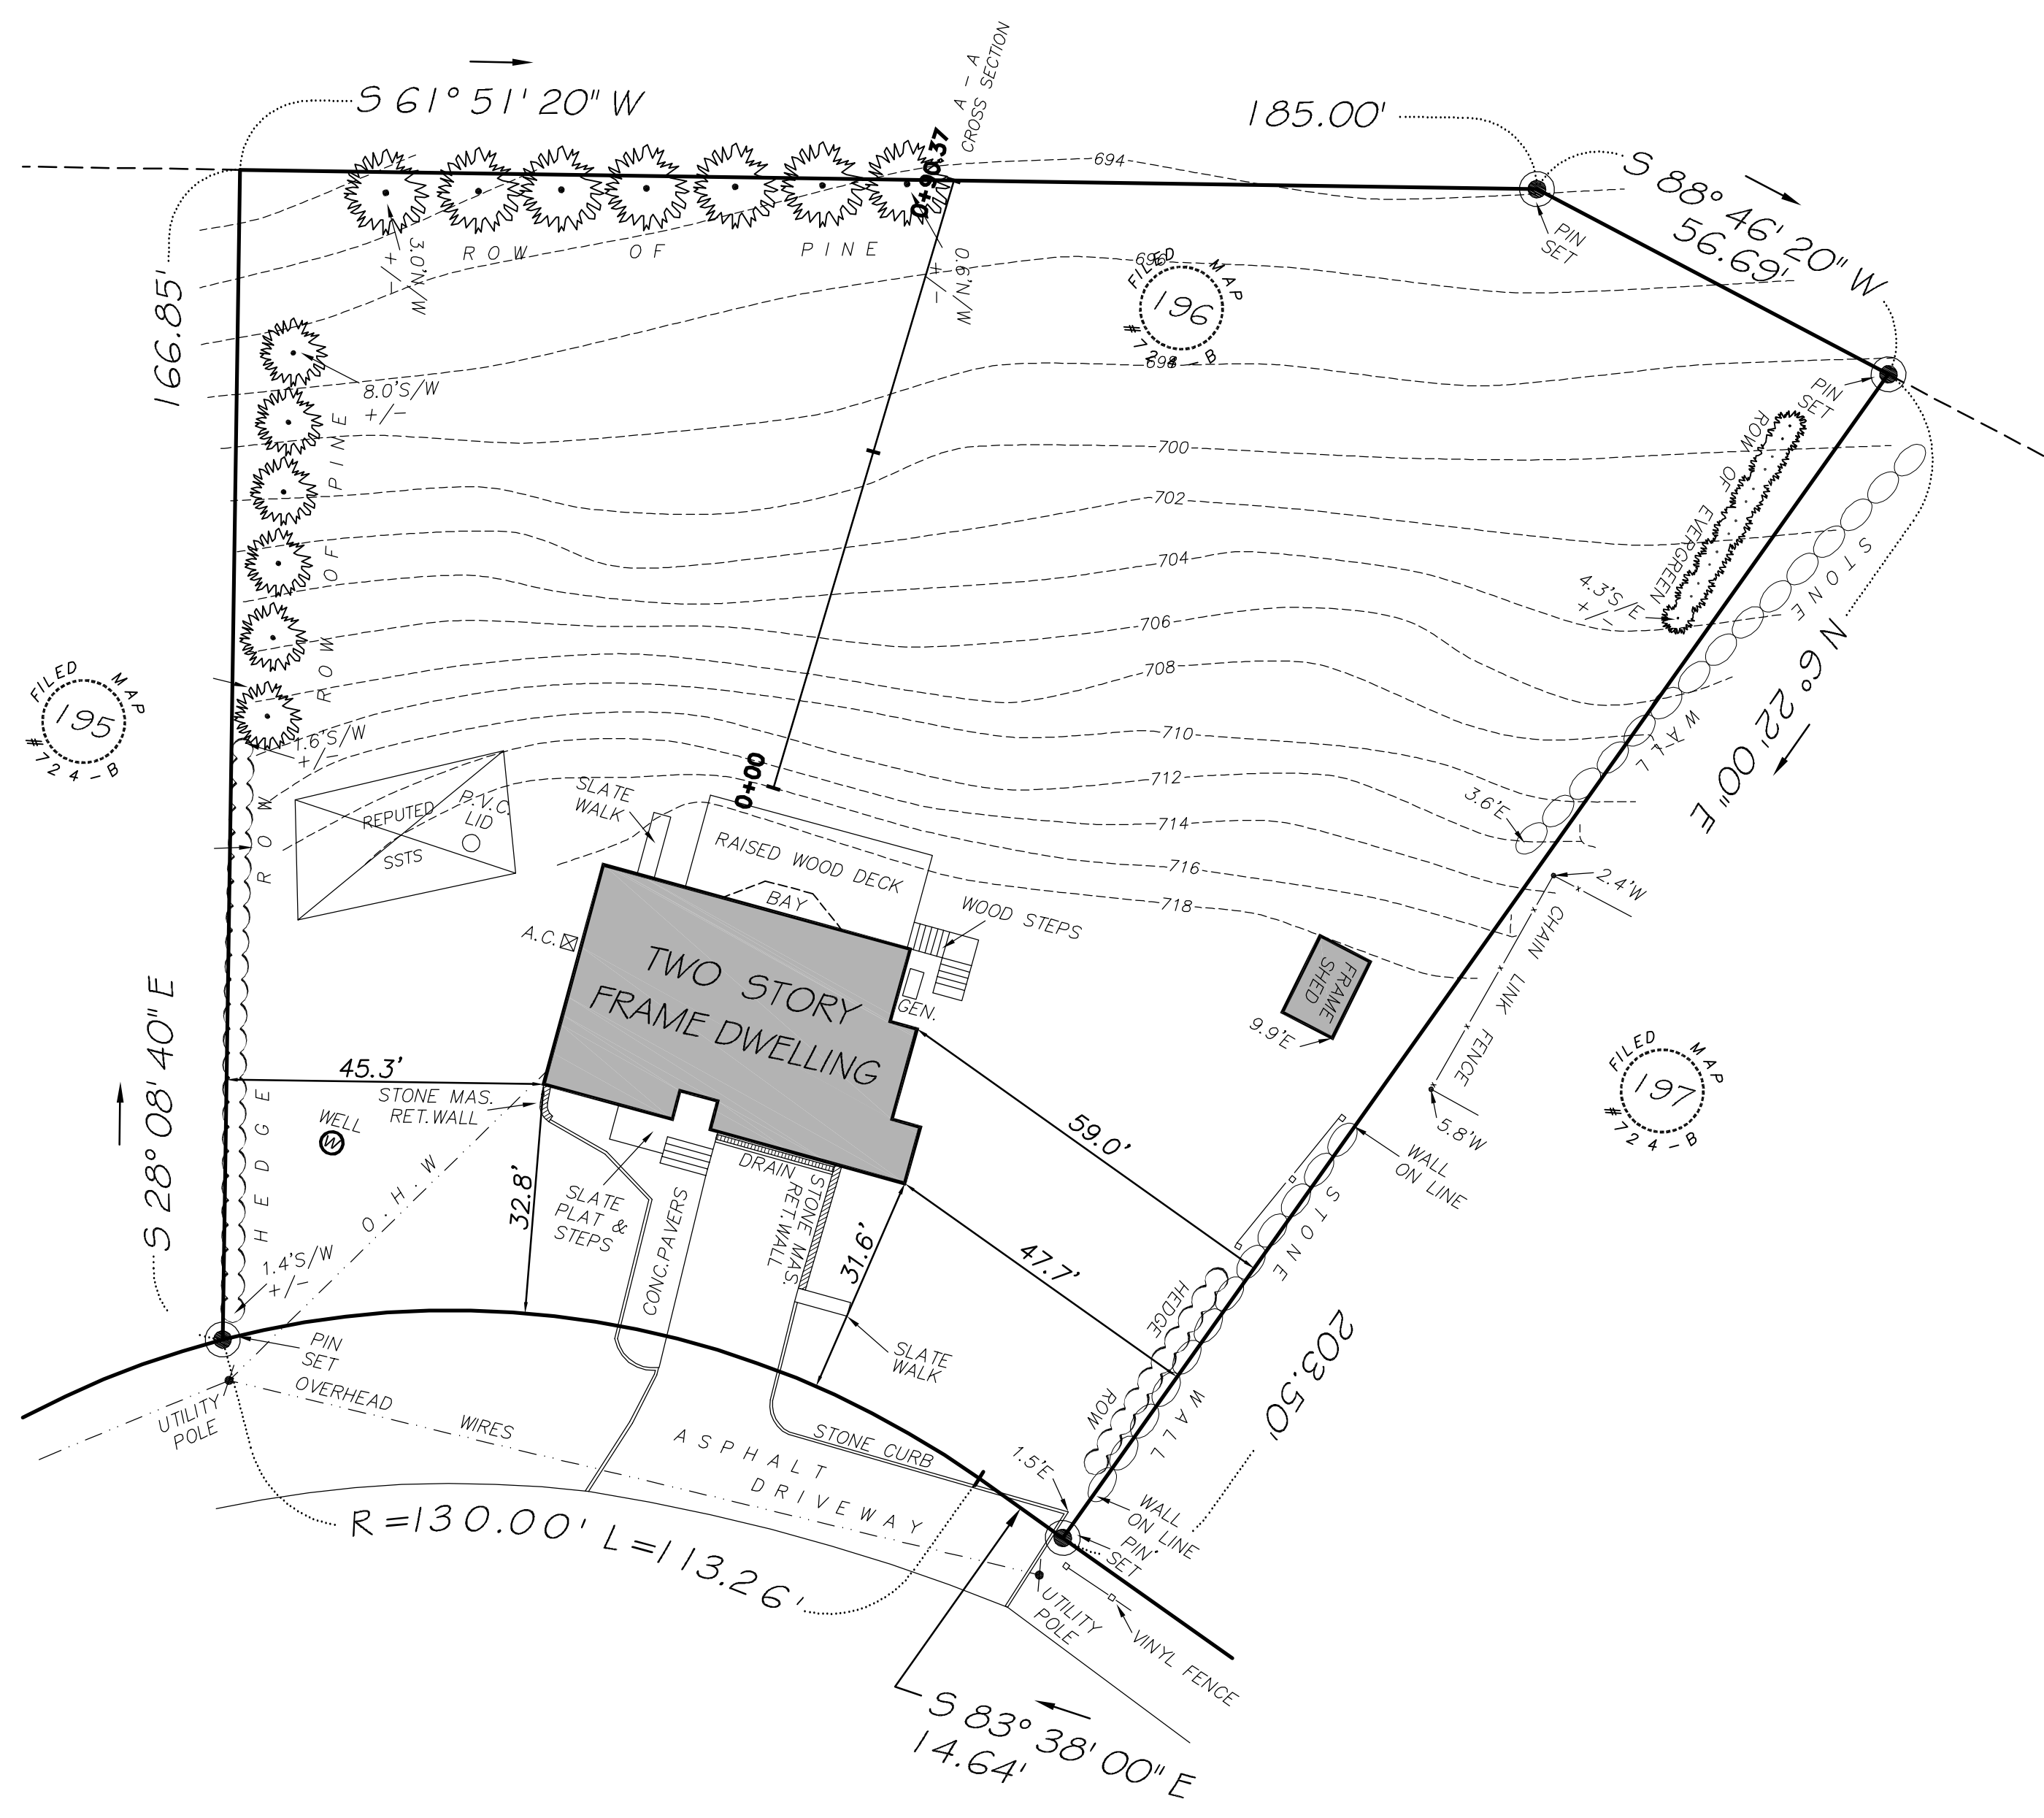 S 61° 51' 20" W
A - A
CROSS SECTION
185.00'
S 88° 46' 20" W
56.69'
0+90.37
694
PIN
SET
ROW OF PINE
3.0'N/W
+/-
0.6'N/W
+/-
696
FILED MAP
196
#724-B
698
166.85'
8.0'S/W
+/-
ROW OF PINE
PIN
SET
ROW OF EVERGREEN
700
702
704
706
708
710
712
714
716
718
4.3'S/E
+/-
STONE WALL
N 6° 22' 00" E
FILED MAP
195
#724-B
1.6'S/W
+/-
0+00
SLATE
WALK
REPUTED
SSTS
P.V.C.
LID
RAISED WOOD DECK
BAY
WOOD STEPS
A.C.
GEN.
TWO STORY
FRAME DWELLING
3.6'E
2.4'W
CHAIN LINK FENCE
FRAME
SHED
9.9'E
5.8'W
FILED MAP
197
#724-B
HEDGE ROW
S 28° 08' 40" E
45.3'
STONE MAS.
RET.WALL
WELL
W
O.H.W
32.8'
SLATE
PLAT &
STEPS
DRAIN
CONC.PAVERS
STONE MAS.
RET.WALL
31.6'
59.0'
47.7'
WALL
ON LINE
STONE WALL
HEDGE
ROW
203.50'
1.4'S/W
+/-
PIN
SET
SLATE
WALK
UTILITY
POLE
OVERHEAD WIRES
ASPHALT
DRIVEWAY
STONE CURB
1.5'E
WALL
ON LINE
PIN
SET
R=130.00' L=113.26'
UTILITY
POLE
VINYL FENCE
S 83° 38' 00" E
14.64'